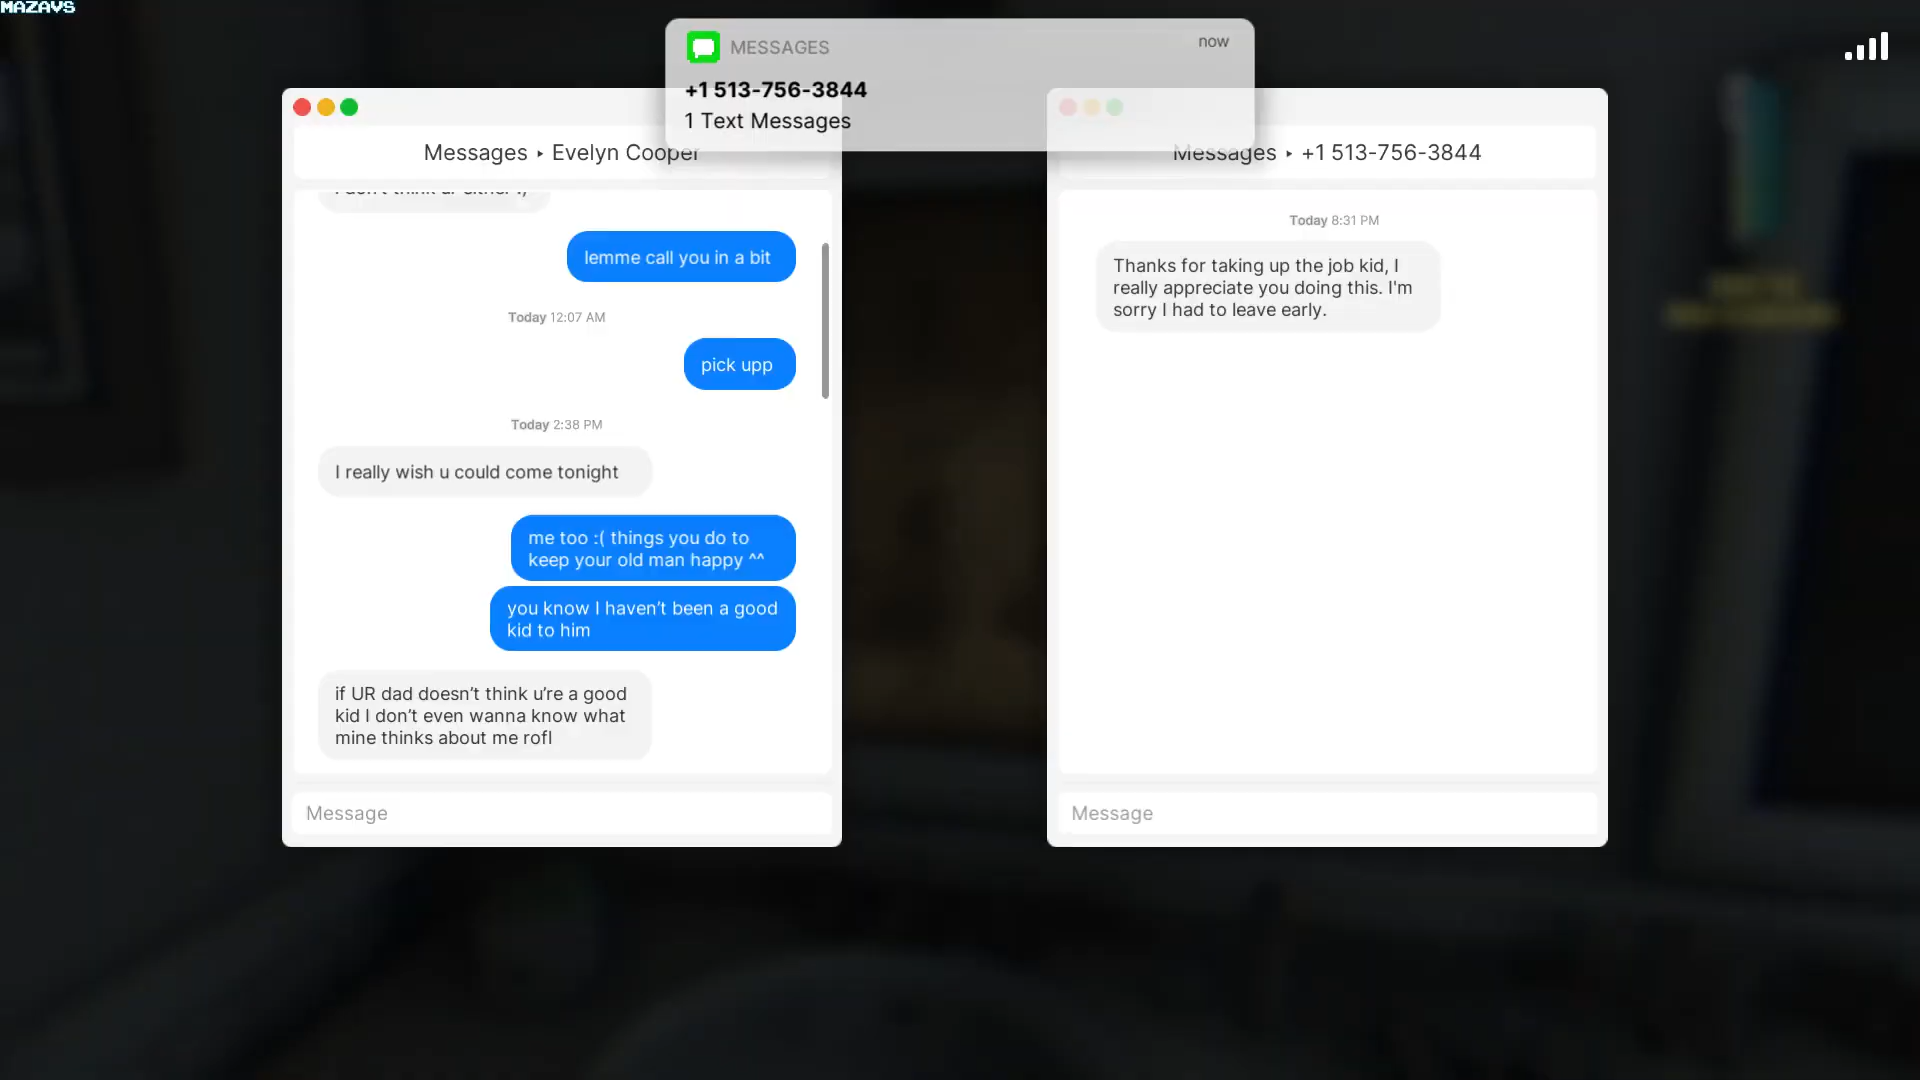 MAZAVS
MESSAGES
now
+1 513-756-3844
1 Text Messages
Messages ▸ Evelyn Cooper
lemme call you in a bit
Today 12:07 AM
pick upp
Today 2:38 PM
I really wish u could come tonight
me too :( things you do to
keep your old man happy ^^
you know I haven’t been a good
kid to him
if UR dad doesn’t think u’re a good
kid I don’t even wanna know what
mine thinks about me rofl
Message
Messages ▸ +1 513-756-3844
Today 8:31 PM
Thanks for taking up the job kid, I
really appreciate you doing this. I'm
sorry I had to leave early.
Message